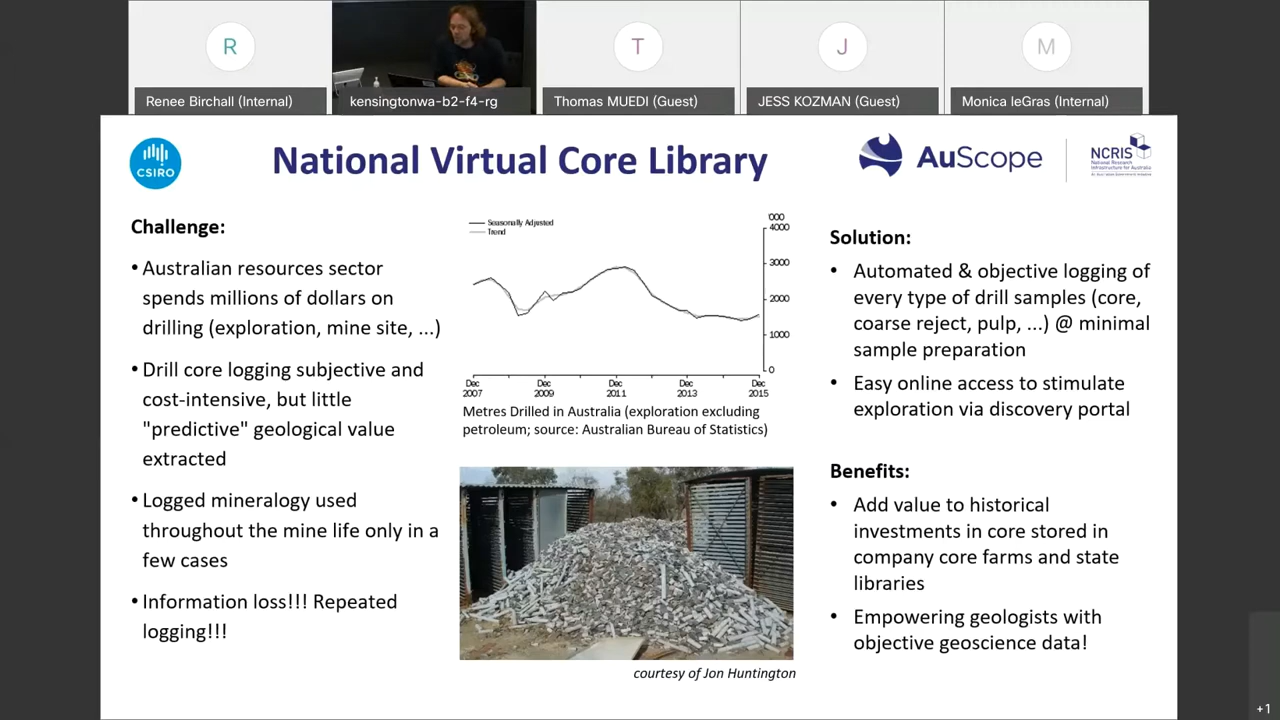 R
T
J
M
Renee Birchall (Internal)
kensingtonwa-b2-f4-rg
Thomas MUEDI (Guest)
JESS KOZMAN (Guest)
Monica leGras (Internal)
CSIRO
National Virtual Core Library
AuScope
NCRIS
National Research
Infrastructure for Australia
Challenge:
• Australian resources sector
spends millions of dollars on
drilling (exploration, mine site, ...)
• Drill core logging subjective and
cost-intensive, but little
"predictive" geological value
extracted
• Logged mineralogy used
throughout the mine life only in a
few cases
• Information loss!!! Repeated
logging!!!
Seasonally Adjusted
Trend
'000
4000
3000
2000
1000
0
Dec
2007
Dec
2009
Dec
2011
Dec
2013
Dec
2015
Metres Drilled in Australia (exploration excluding
petroleum; source: Australian Bureau of Statistics)
courtesy of Jon Huntington
Solution:
• Automated & objective logging of
every type of drill samples (core,
coarse reject, pulp, ...) @ minimal
sample preparation
• Easy online access to stimulate
exploration via discovery portal
Benefits:
• Add value to historical
investments in core stored in
company core farms and state
libraries
• Empowering geologists with
objective geoscience data!
+1